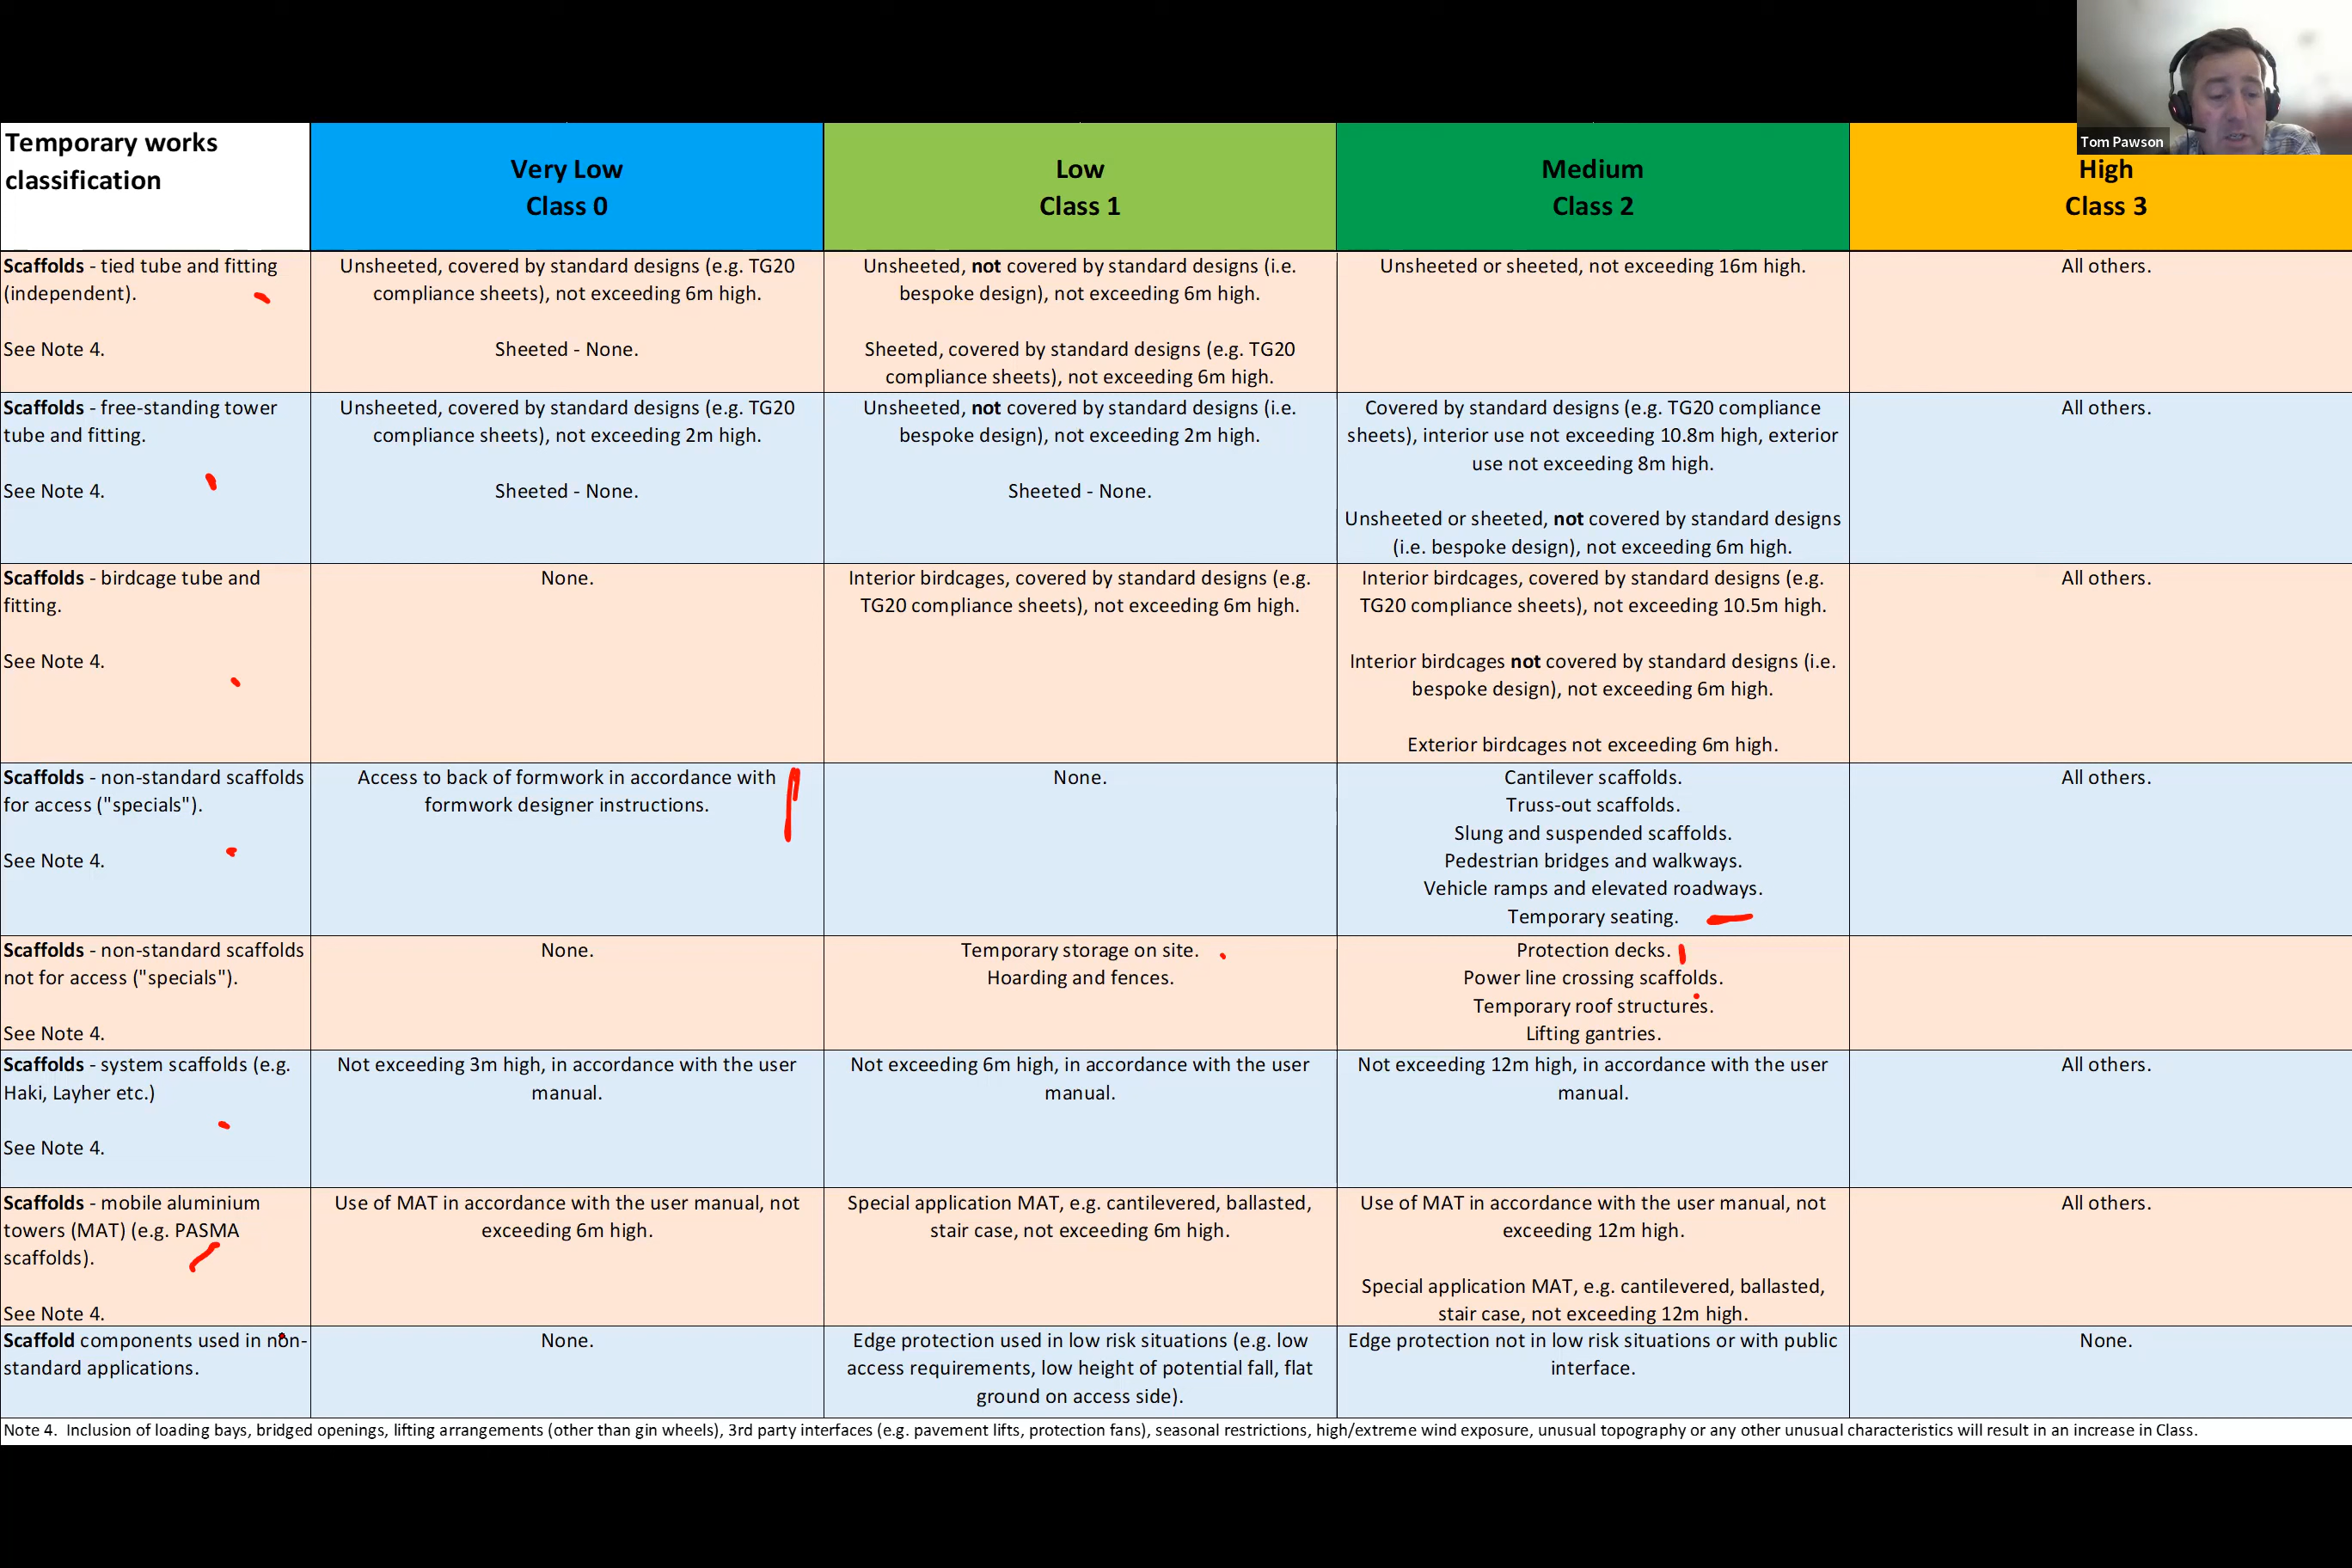 Tom Pawson
Temporary works
classification
Very Low
Class 0
Low
Class 1
Medium
Class 2
High
Class 3
Scaffolds - tied tube and fitting
(independent).
See Note 4.
Unsheeted, covered by standard designs (e.g. TG20
compliance sheets), not exceeding 6m high.
Sheeted - None.
Unsheeted, not covered by standard designs (i.e.
bespoke design), not exceeding 6m high.
Sheeted, covered by standard designs (e.g. TG20
compliance sheets), not exceeding 6m high.
Unsheeted or sheeted, not exceeding 16m high.
All others.
Scaffolds - free-standing tower
tube and fitting.
See Note 4.
Unsheeted, covered by standard designs (e.g. TG20
compliance sheets), not exceeding 2m high.
Sheeted - None.
Unsheeted, not covered by standard designs (i.e.
bespoke design), not exceeding 2m high.
Sheeted - None.
Covered by standard designs (e.g. TG20 compliance
sheets), interior use not exceeding 10.8m high, exterior
use not exceeding 8m high.
Unsheeted or sheeted, not covered by standard designs
(i.e. bespoke design), not exceeding 6m high.
All others.
Scaffolds - birdcage tube and
fitting.
See Note 4.
None.
Interior birdcages, covered by standard designs (e.g.
TG20 compliance sheets), not exceeding 6m high.
Interior birdcages, covered by standard designs (e.g.
TG20 compliance sheets), not exceeding 10.5m high.
Interior birdcages not covered by standard designs (i.e.
bespoke design), not exceeding 6m high.
Exterior birdcages not exceeding 6m high.
All others.
Scaffolds - non-standard scaffolds
for access ("specials").
See Note 4.
Access to back of formwork in accordance with
formwork designer instructions.
None.
Cantilever scaffolds.
Truss-out scaffolds.
Slung and suspended scaffolds.
Pedestrian bridges and walkways.
Vehicle ramps and elevated roadways.
Temporary seating.
All others.
Scaffolds - non-standard scaffolds
not for access ("specials").
See Note 4.
None.
Temporary storage on site.
Hoarding and fences.
Protection decks.
Power line crossing scaffolds.
Temporary roof structures.
Lifting gantries.
Scaffolds - system scaffolds (e.g.
Haki, Layher etc.)
See Note 4.
Not exceeding 3m high, in accordance with the user
manual.
Not exceeding 6m high, in accordance with the user
manual.
Not exceeding 12m high, in accordance with the user
manual.
All others.
Scaffolds - mobile aluminium
towers (MAT) (e.g. PASMA
scaffolds).
See Note 4.
Use of MAT in accordance with the user manual, not
exceeding 6m high.
Special application MAT, e.g. cantilevered, ballasted,
stair case, not exceeding 6m high.
Use of MAT in accordance with the user manual, not
exceeding 12m high.
Special application MAT, e.g. cantilevered, ballasted,
stair case, not exceeding 12m high.
All others.
Scaffold components used in non-
standard applications.
None.
Edge protection used in low risk situations (e.g. low
access requirements, low height of potential fall, flat
ground on access side).
Edge protection not in low risk situations or with public
interface.
None.
Note 4. Inclusion of loading bays, bridged openings, lifting arrangements (other than gin wheels), 3rd party interfaces (e.g. pavement lifts, protection fans), seasonal restrictions, high/extreme wind exposure, unusual topography or any other unusual characteristics will result in an increase in Class.